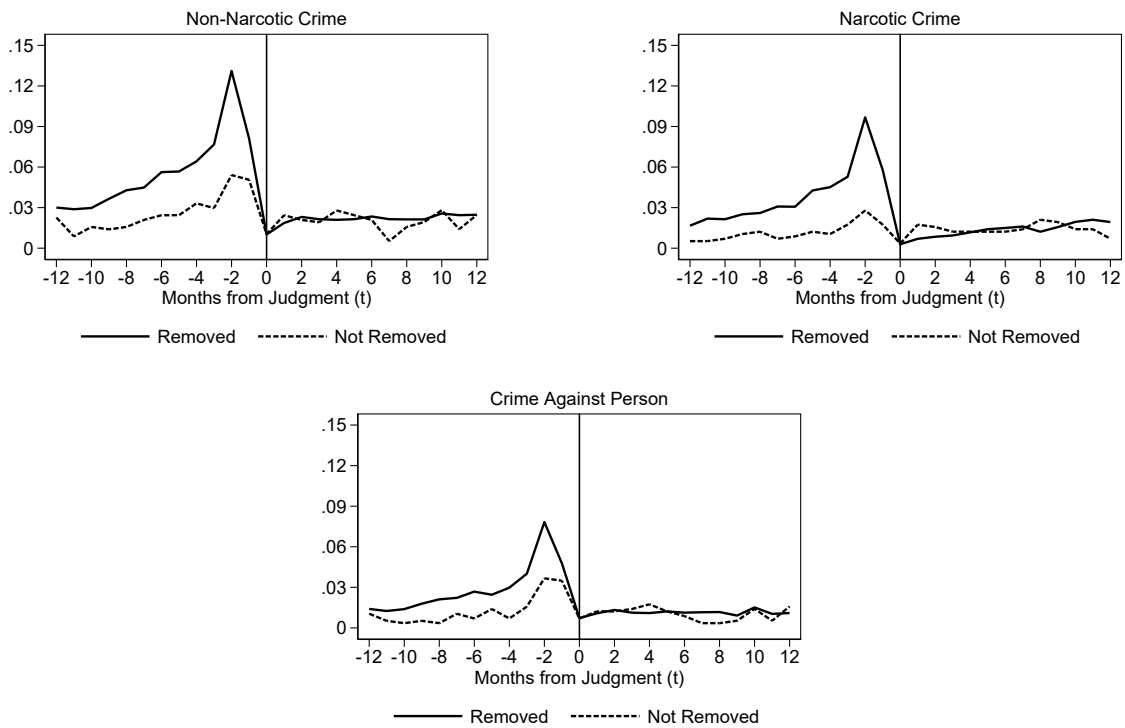 Non-Narcotic Crime
.15
.12
.09
.06
.03
0
-12 -10 -8 -6 -4 -2 0 2 4 6 8 10 12
Months from Judgment (t)
Removed Not Removed
Narcotic Crime
.15
.12
.09
.06
.03
0
-12 -10 -8 -6 -4 -2 0 2 4 6 8 10 12
Months from Judgment (t)
Removed Not Removed
Crime Against Person
.15
.12
.09
.06
.03
0
-12 -10 -8 -6 -4 -2 0 2 4 6 8 10 12
Months from Judgment (t)
Removed Not Removed